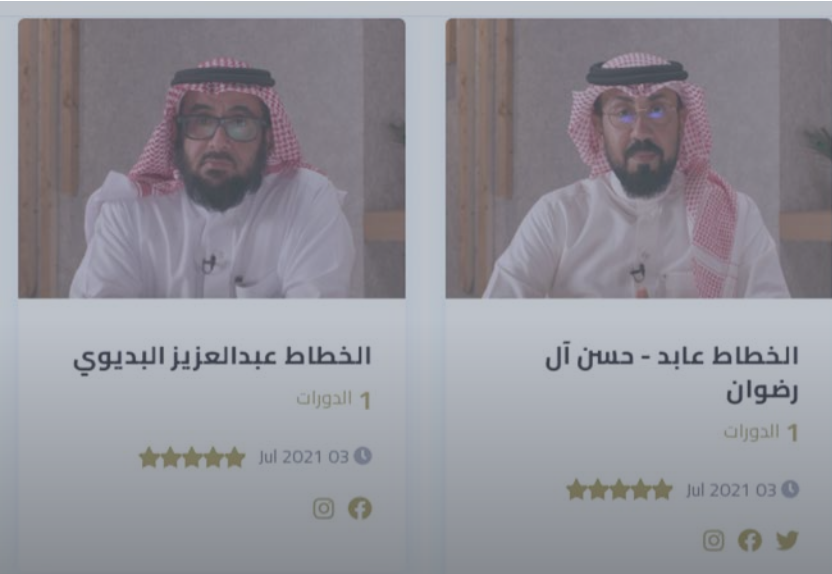 الخطاط عابد - حسن آل
رضوان
1 الدورات
03 Jul 2021
الخطاط عبدالعزيز البديوي
1 الدورات
03 Jul 2021